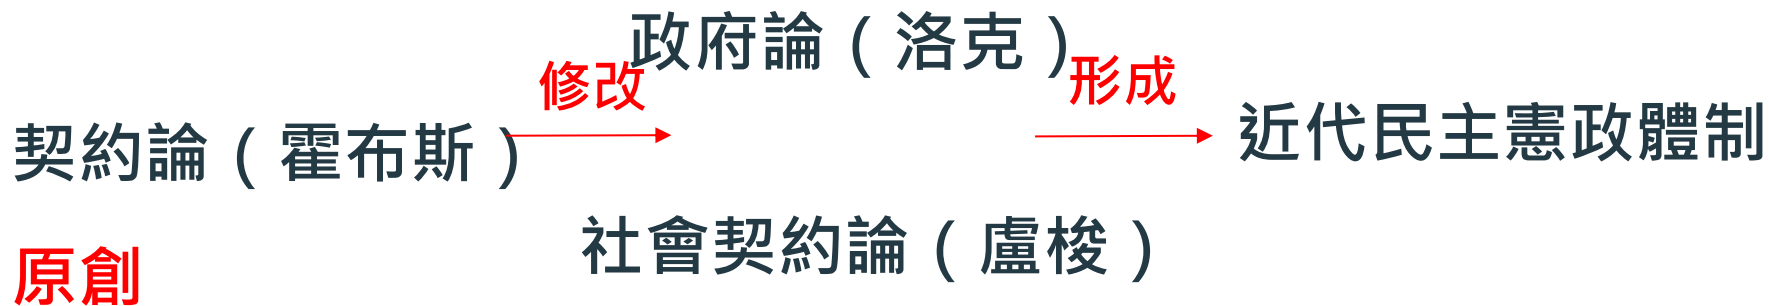 政府論（洛克）
修改
形成
契約論（霍布斯）
近代民主憲政體制
社會契約論（盧梭）
原創